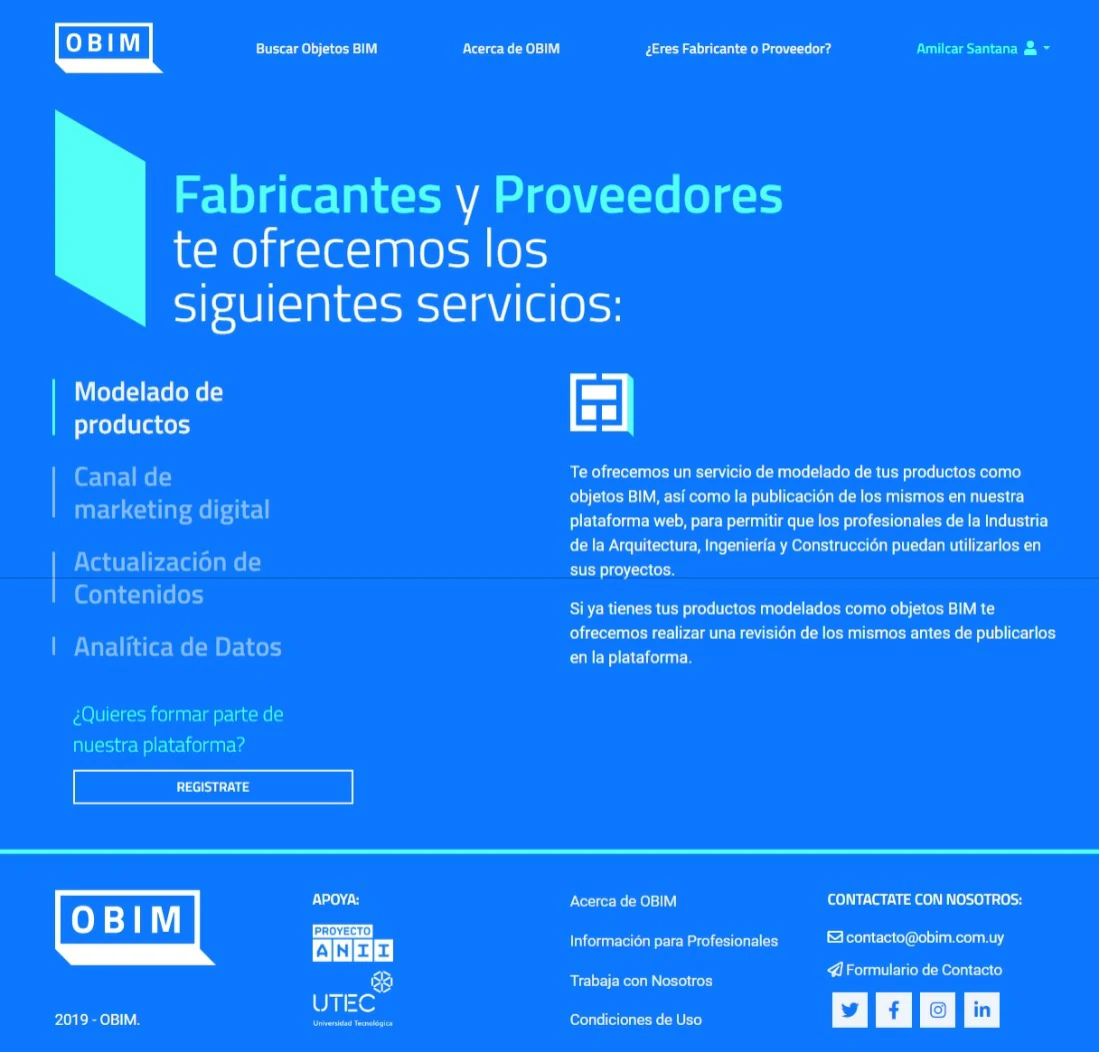 OBIM
Buscar Objetos BIM
Acerca de OBIM
¿Eres Fabricante o Proveedor?
Amilcar Santana
Fabricantes y Proveedores
te ofrecemos los
siguientes servicios:
Modelado de
productos
Canal de
marketing digital
Actualización de
Contenidos
Analítica de Datos
¿Quieres formar parte de
nuestra plataforma?
REGISTRATE
Te ofrecemos un servicio de modelado de tus productos como
objetos BIM, así como la publicación de los mismos en nuestra
plataforma web, para permitir que los profesionales de la Industria
de la Arquitectura, Ingeniería y Construcción puedan utilizarlos en
sus proyectos.
Si ya tienes tus productos modelados como objetos BIM te
ofrecemos realizar una revisión de los mismos antes de publicarlos
en la plataforma.
OBIM
2019 - OBIM.
APOYA:
PROYECTO
ANII
UTEC
Universidad Tecnológica
Acerca de OBIM
Información para Profesionales
Trabaja con Nosotros
Condiciones de Uso
CONTACTATE CON NOSOTROS:
contacto@obim.com.uy
Formulario de Contacto